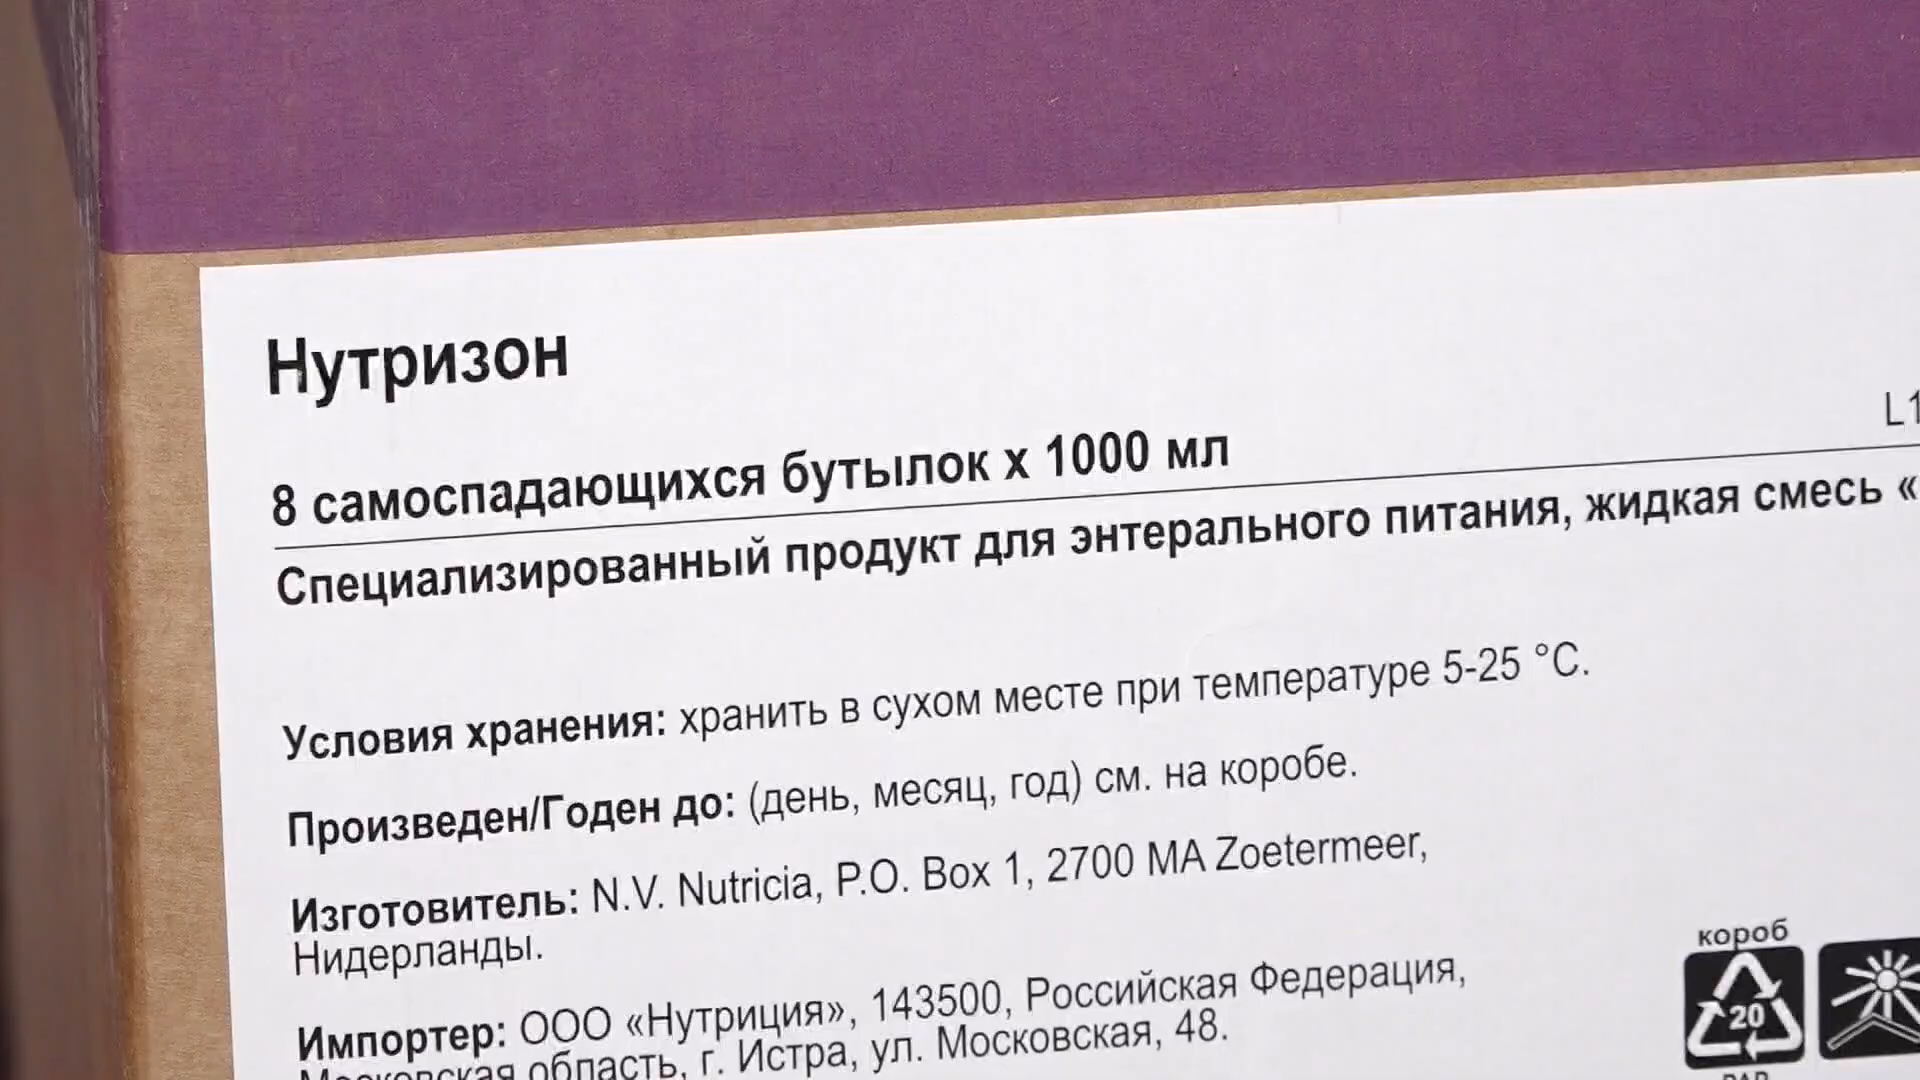 Нутризон
L1
8 самоспадающихся бутылок x 1000 мл
Специализированный продукт для энтерального питания, жидкая смесь «
Условия хранения: хранить в сухом месте при температуре 5-25 °C.
Произведен/Годен до: (день, месяц, год) см. на коробе.
Изготовитель: N.V. Nutricia, P.O. Box 1, 2700 MA Zoetermeer,
Нидерланды.
Импортер: ООО «Нутриция», 143500, Российская Федерация,
Московская область, г. Истра, ул. Московская, 48.
короб
20
PAP